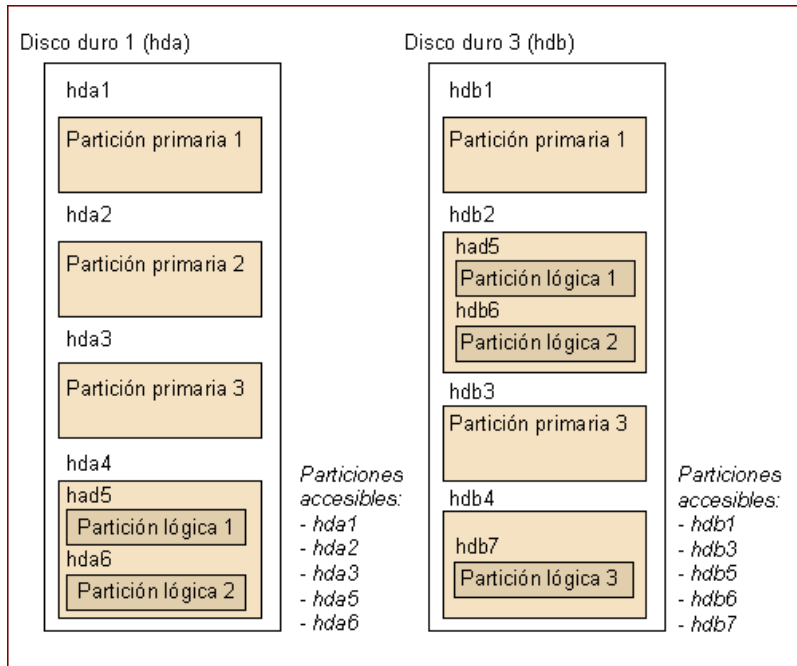 Disco duro 1 (hda)
hda1
Partición primaria 1
hda2
Partición primaria 2
hda3
Partición primaria 3
hda4
had5
Partición lógica 1
hda6
Partición lógica 2
Particiones
accesibles:
- hda1
- hda2
- hda3
- hda5
- hda6
Disco duro 3 (hdb)
hdb1
Partición primaria 1
hdb2
had5
Partición lógica 1
hdb6
Partición lógica 2
hdb3
Partición primaria 3
hdb4
hdb7
Partición lógica 3
Particiones
accesibles:
- hdb1
- hdb3
- hdb5
- hdb6
- hdb7